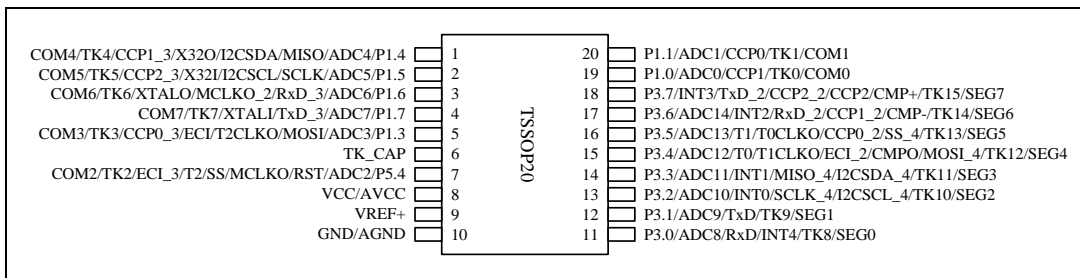 COM4/TK4/CCP1_3/X32O/I2CSDA/MISO/ADC4/P1.4 1
COM5/TK5/CCP2_3/X32I/I2CSCL/SCLK/ADC5/P1.5 2
COM6/TK6/XTALO/MCLKO_2/RxD_3/ADC6/P1.6 3
COM7/TK7/XTALI/TxD_3/ADC7/P1.7 4
COM3/TK3/CCP0_3/ECI/T2CLKO/MOSI/ADC3/P1.3 5
TK_CAP 6
COM2/TK2/ECI_3/T2/SS/MCLKO/RST/ADC2/P5.4 7
VCC/AVCC 8
VREF+ 9
GND/AGND 10
TSSOP20
20 P1.1/ADC1/CCP0/TK1/COM1
19 P1.0/ADC0/CCP1/TK0/COM0
18 P3.7/INT3/TxD_2/CCP2_2/CCP2/CMP+/TK15/SEG7
17 P3.6/ADC14/INT2/RxD_2/CCP1_2/CMP-/TK14/SEG6
16 P3.5/ADC13/T1/T0CLKO/CCP0_2/SS_4/TK13/SEG5
15 P3.4/ADC12/T0/T1CLKO/ECI_2/CMPO/MOSI_4/TK12/SEG4
14 P3.3/ADC11/INT1/MISO_4/I2CSDA_4/TK11/SEG3
13 P3.2/ADC10/INT0/SCLK_4/I2CSCL_4/TK10/SEG2
12 P3.1/ADC9/TxD/TK9/SEG1
11 P3.0/ADC8/RxD/INT4/TK8/SEG0